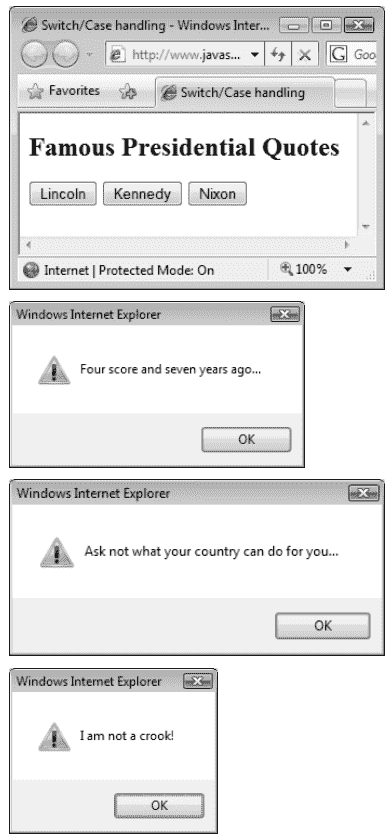 Switch/Case handling - Windows Inter...
http://www.javas...
G Goo
Favorites
Switch/Case handling
Famous Presidential Quotes
Lincoln Kennedy Nixon
Internet | Protected Mode: On 100%
Windows Internet Explorer
Four score and seven years ago...
OK
Windows Internet Explorer
Ask not what your country can do for you...
OK
Windows Internet Explorer
I am not a crook!
OK